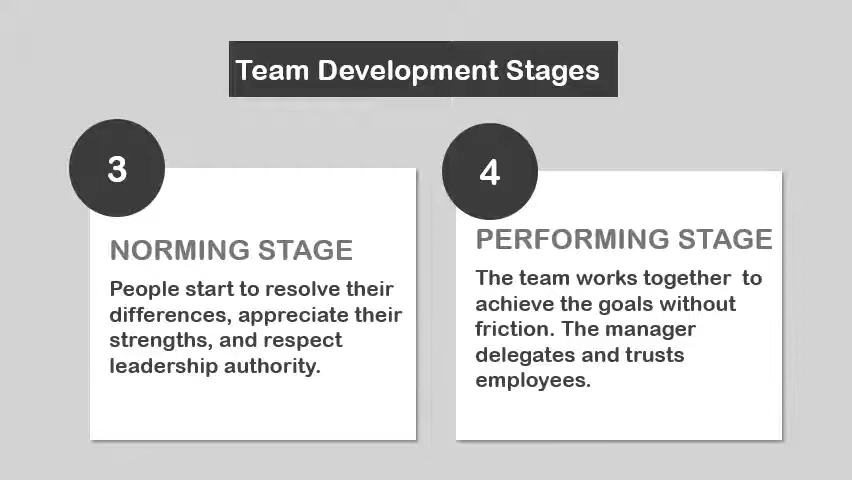 Team Development Stages
3
NORMING STAGE
People start to resolve their
differences, appreciate their
strengths, and respect
leadership authority.
4
PERFORMING STAGE
The team works together to
achieve the goals without
friction. The manager
delegates and trusts
employees.